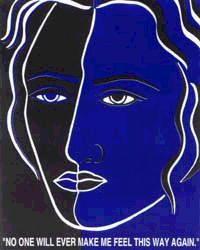 "NO ONE WILL EVER MAKE ME FEEL THIS WAY AGAIN."